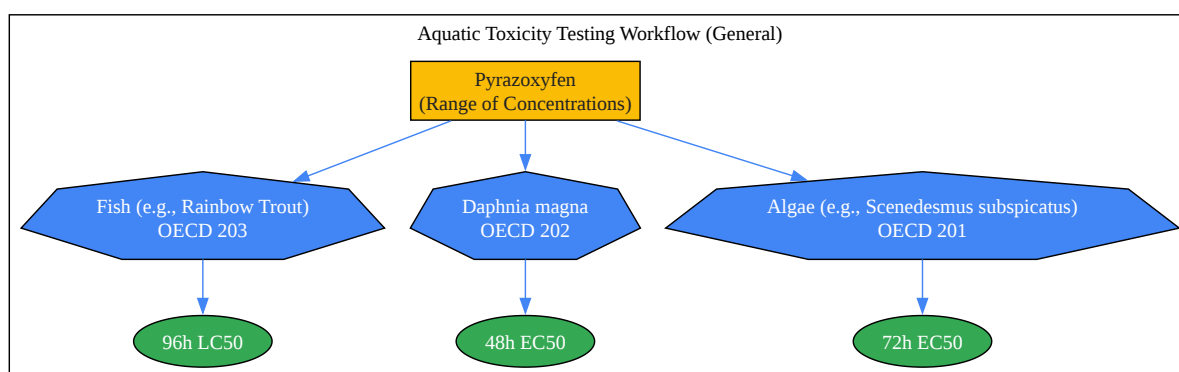 Aquatic Toxicity Testing Workflow (General)
Pyrazoxyfen
(Range of Concentrations)
Fish (e.g., Rainbow Trout)
OECD 203
Daphnia magna
OECD 202
Algae (e.g., Scenedesmus subspicatus)
OECD 201
96h LC50
48h EC50
72h EC50